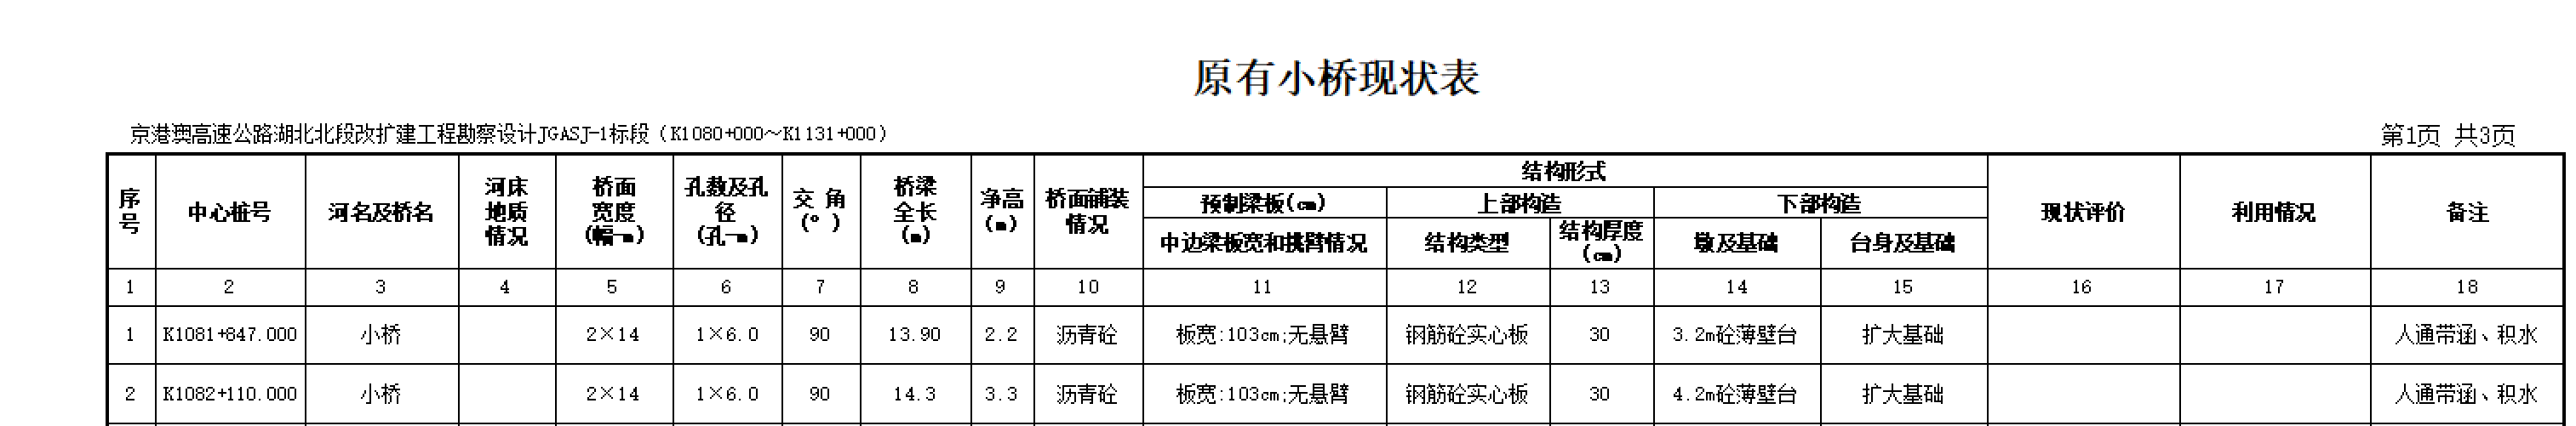 原有小桥现状表
京港澳高速公路湖北北段改扩建工程勘察设计JGASJ-1标段（K1080+000～K1131+000） 第1页 共3页
序号 中心桩号 河名及桥名 河床地质情况 桥面宽度(幅-m) 孔数及孔径(孔-m) 交 角(° ) 桥梁全长(m) 净高(m) 桥面铺装情况 结构形式 现状评价 利用情况 备注
预制梁板(cm) 上部构造 下部构造
中边梁板宽和挑臂情况 结构类型 结构厚度(cm) 墩及基础 台身及基础
1 2 3 4 5 6 7 8 9 10 11 12 13 14 15 16 17 18
1 K1081+847.000 小桥 2×14 1×6.0 90 13.90 2.2 沥青砼 板宽:103cm;无悬臂 钢筋砼实心板 30 3.2m砼薄壁台 扩大基础 人通带涵、积水
2 K1082+110.000 小桥 2×14 1×6.0 90 14.3 3.3 沥青砼 板宽:103cm;无悬臂 钢筋砼实心板 30 4.2m砼薄壁台 扩大基础 人通带涵、积水